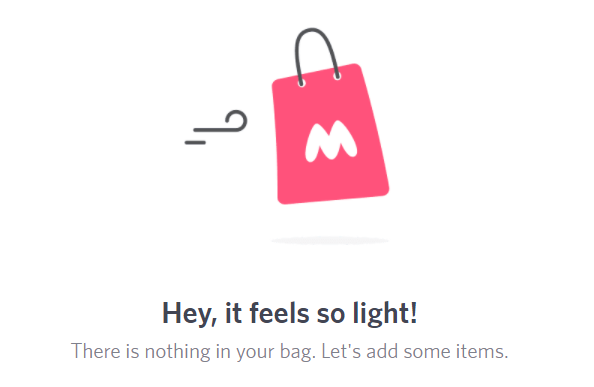 M
Hey, it feels so light!
There is nothing in your bag. Let's add some items.